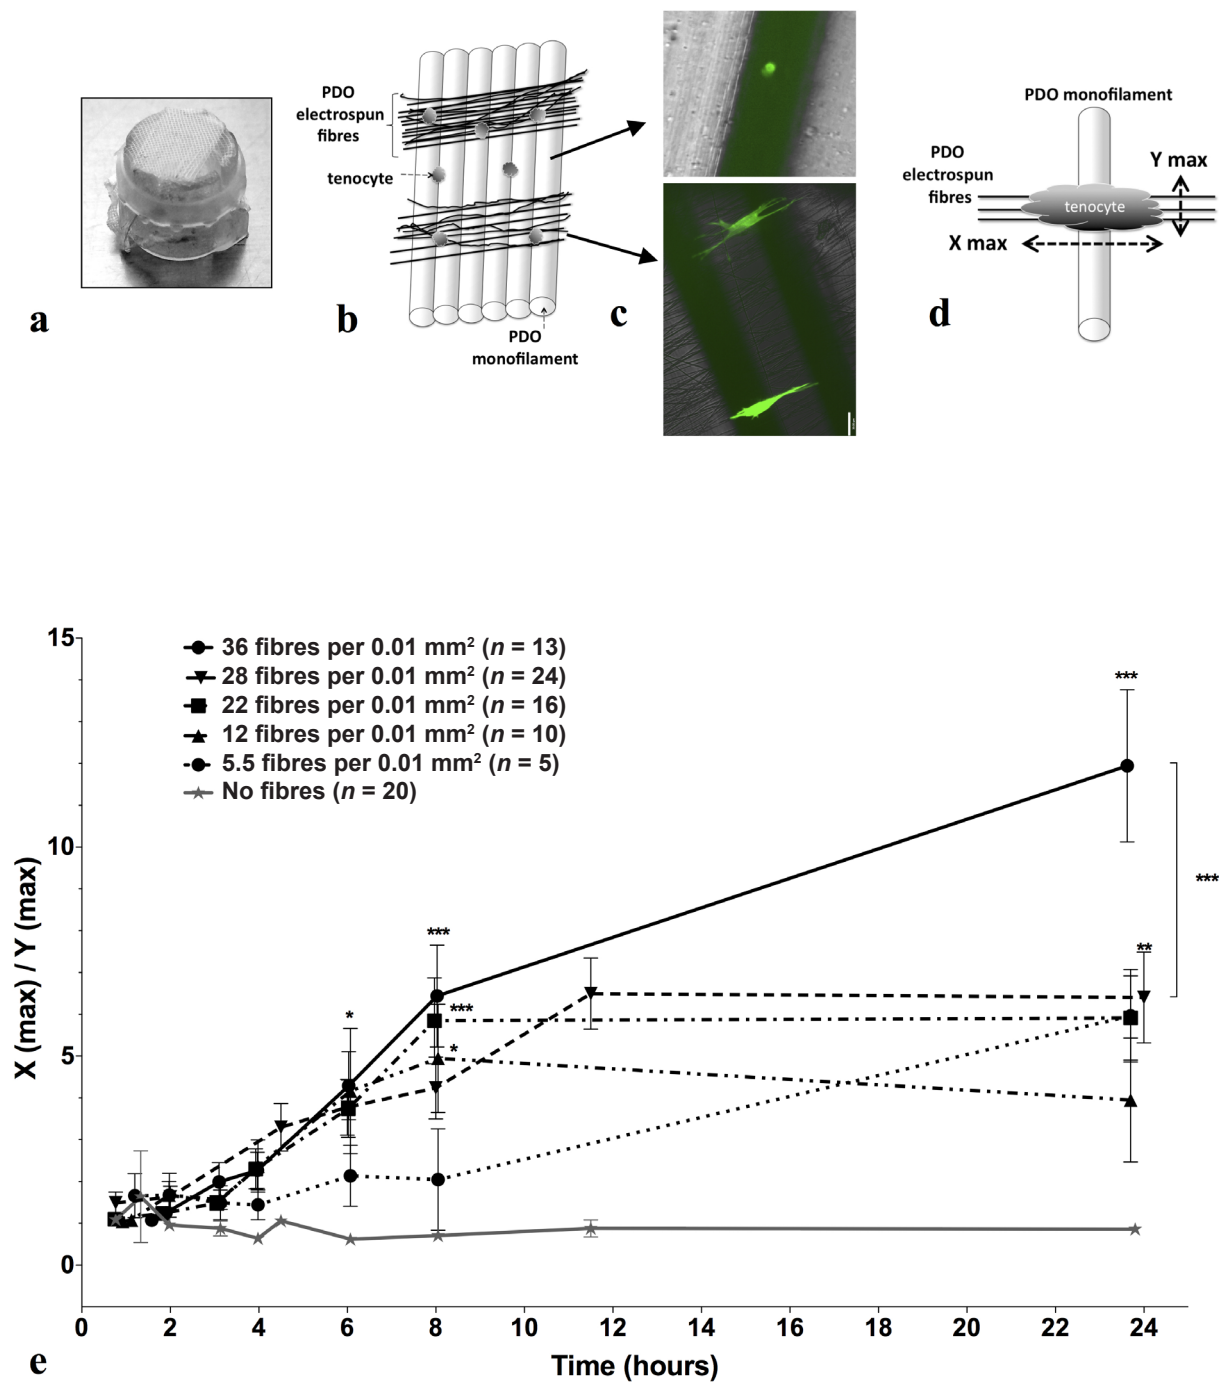 PDO
electrospun
fibres
tenocyte
PDO
monofilament
PDO monofilament
PDO
electrospun
fibres
Y max
tenocyte
X max
a
b
c
d
15
10
5
0
X (max) / Y (max)
36 fibres per 0.01 mm² (n = 13)
28 fibres per 0.01 mm² (n = 24)
22 fibres per 0.01 mm² (n = 16)
12 fibres per 0.01 mm² (n = 10)
5.5 fibres per 0.01 mm² (n = 5)
No fibres (n = 20)
*
***
***
*
***
**
***
0 2 4 6 8 10 12 14 16 18 20 22 24
Time (hours)
e